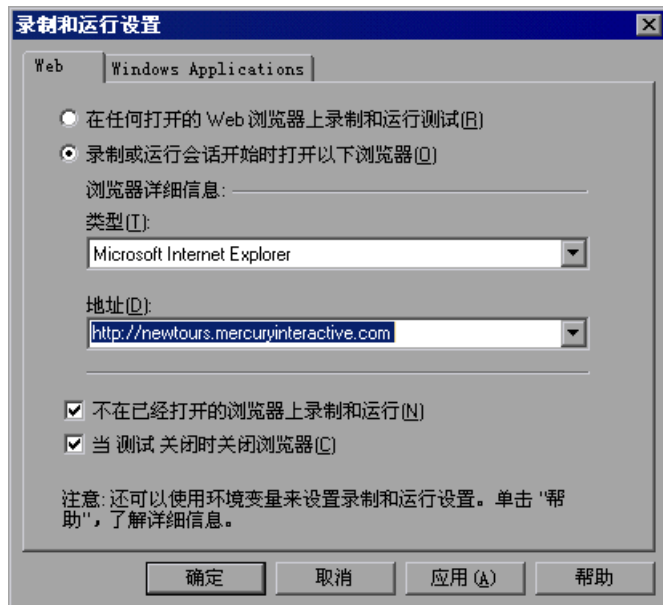 录制和运行设置
Web
Windows Applications
在任何打开的 Web 浏览器上录制和运行测试(R)
录制或运行会话开始时打开以下浏览器(O)
浏览器详细信息:
类型(T):
Microsoft Internet Explorer
地址(D):
http://newtours.mercuryinteractive.com
不在已经打开的浏览器上录制和运行(N)
当 测试 关闭时关闭浏览器(C)
注意: 还可以使用环境变量来设置录制和运行设置。单击 "帮
助", 了解详细信息。
确定
取消
应用(A)
帮助